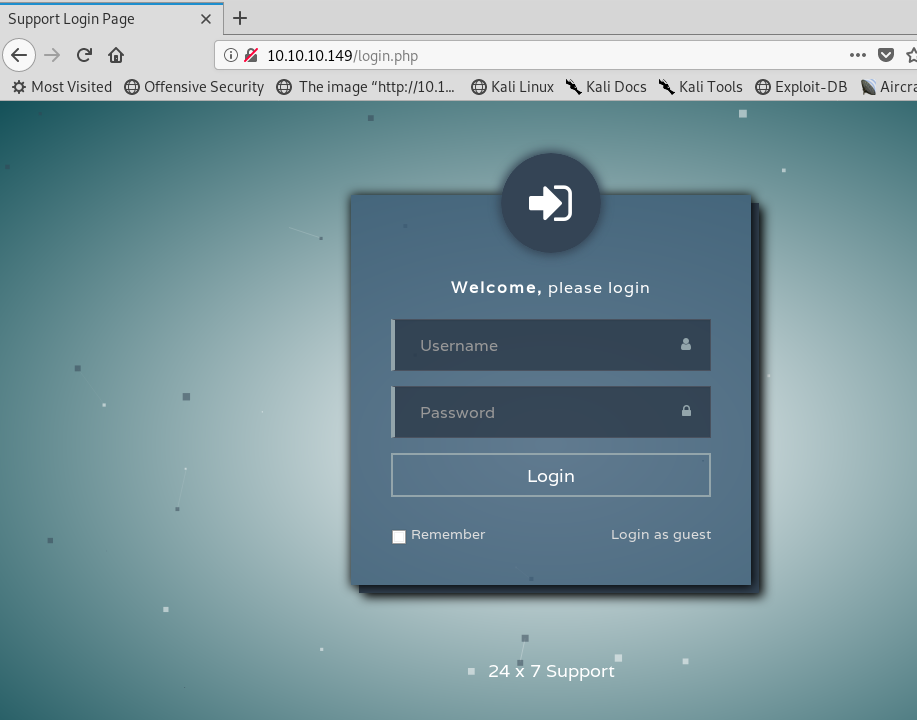 Support Login Page
10.10.10.149/login.php
Most Visited Offensive Security The image “http://10.1... Kali Linux Kali Docs Kali Tools Exploit-DB Aircra
Welcome, please login
Username
Password
Login
Remember Login as guest
24 x 7 Support